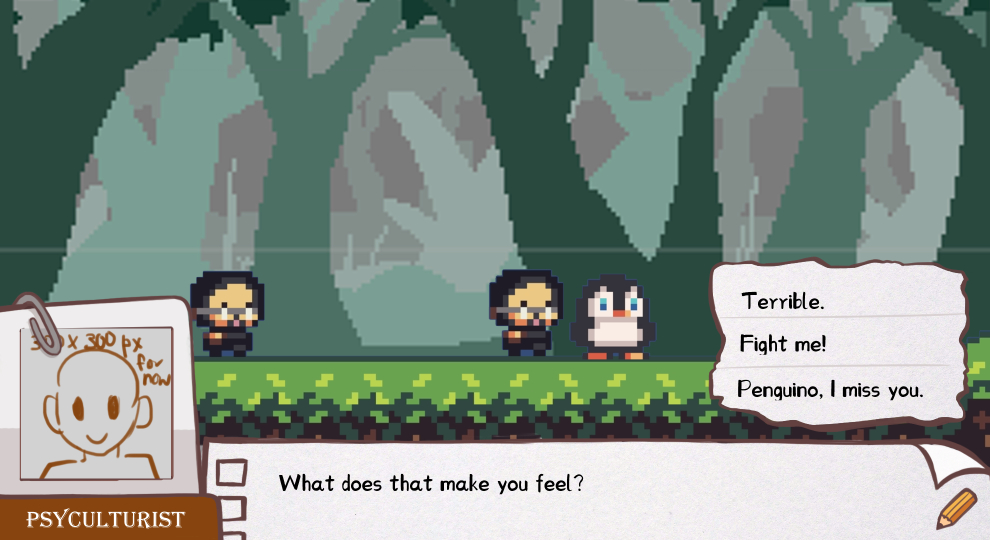 300 x 300 px
for
now
Terrible.
Fight me!
Penguino, I miss you.
What does that make you feel?
PSYCULTURIST